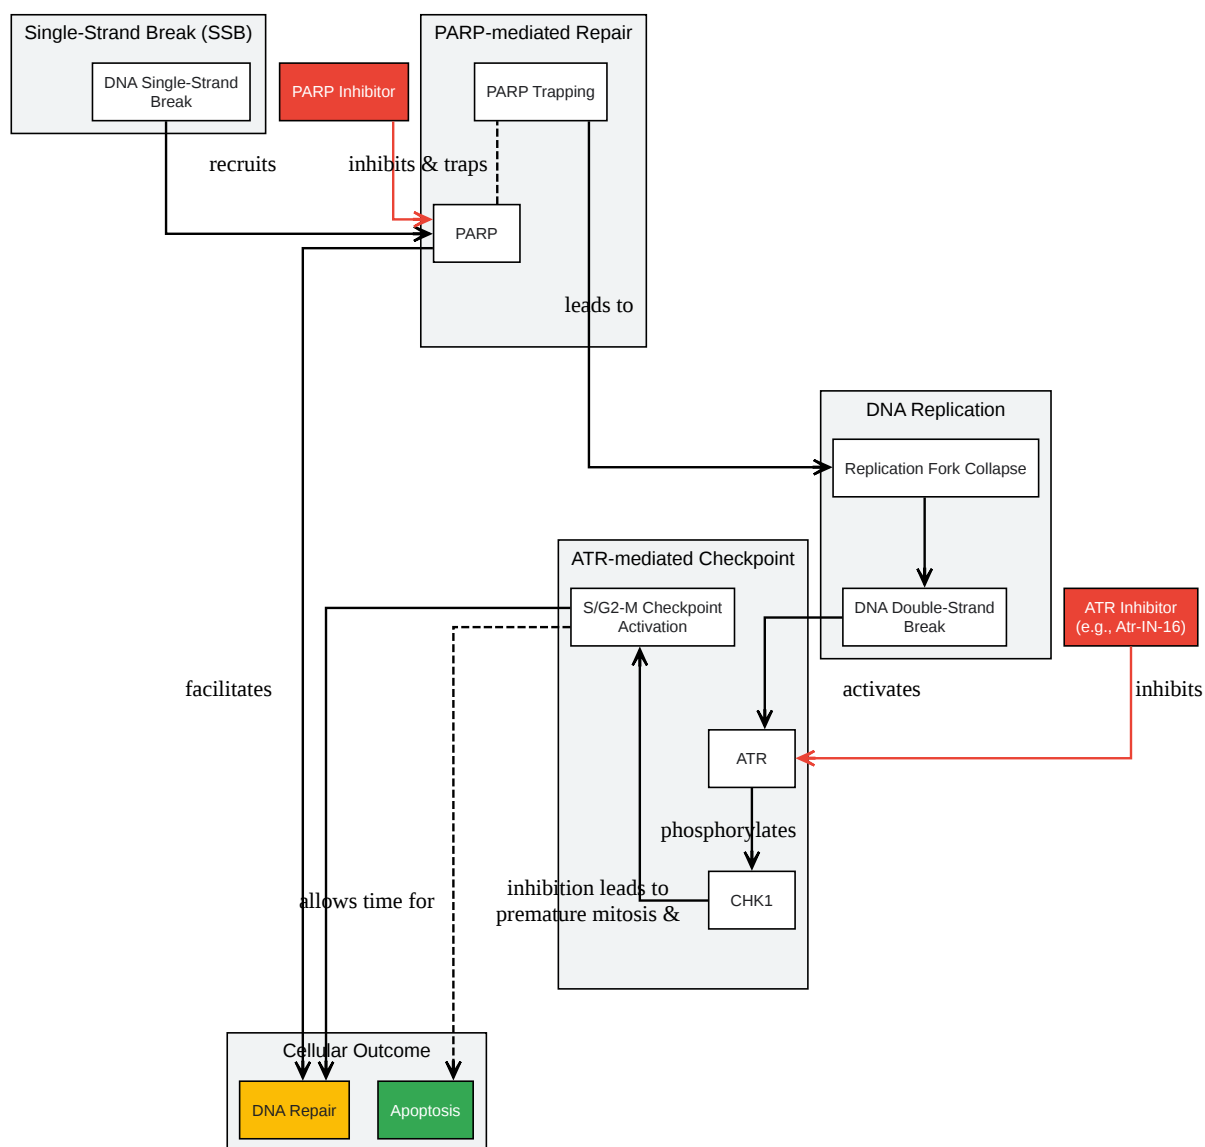 Single-Strand Break (SSB)
PARP-mediated Repair
DNA Single-Strand
Break
PARP Inhibitor
PARP Trapping
recruits
inhibits & traps
PARP
leads to
DNA Replication
Replication Fork Collapse
ATR-mediated Checkpoint
S/G2-M Checkpoint
Activation
DNA Double-Strand
Break
ATR Inhibitor
(e.g., Atr-IN-16)
facilitates
activates
inhibits
ATR
phosphorylates
allows time for
inhibition leads to
premature mitosis &
CHK1
Cellular Outcome
DNA Repair
Apoptosis